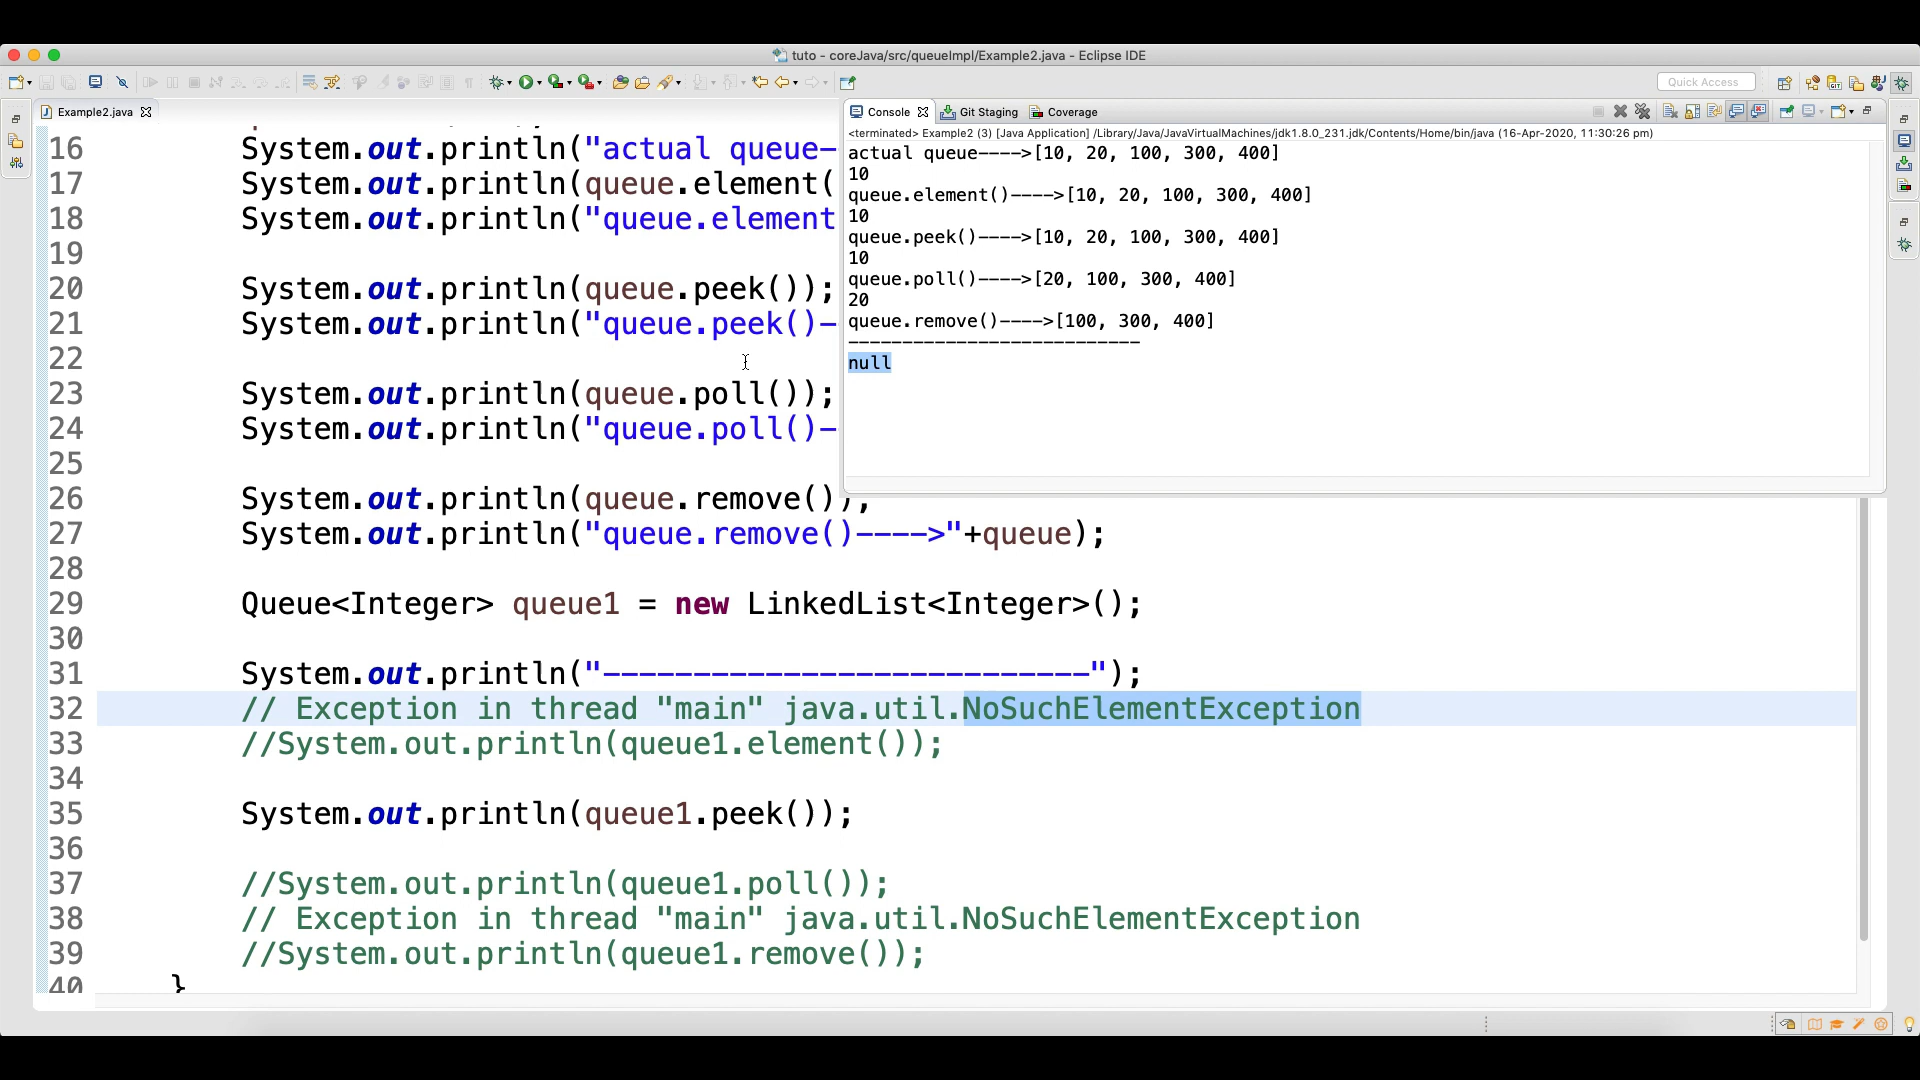 tuto - coreJava/src/queueImpl/Example2.java - Eclipse IDE
Quick Access
Example2.java
16 System.out.println("actual queue-
17 System.out.println(queue.element(
18 System.out.println("queue.element
19
20 System.out.println(queue.peek());
21 System.out.println("queue.peek()-
22
23 System.out.println(queue.poll());
24 System.out.println("queue.poll()-
25
26 System.out.println(queue.remove());
27 System.out.println("queue.remove()---->"+queue);
28
29 Queue<Integer> queue1 = new LinkedList<Integer>();
30
31 System.out.println("---------------------------");
32 // Exception in thread "main" java.util.NoSuchElementException
33 //System.out.println(queue1.element());
34
35 System.out.println(queue1.peek());
36
37 //System.out.println(queue1.poll());
38 // Exception in thread "main" java.util.NoSuchElementException
39 //System.out.println(queue1.remove());
40 }
Console Git Staging Coverage
<terminated> Example2 (3) [Java Application] /Library/Java/JavaVirtualMachines/jdk1.8.0_231.jdk/Contents/Home/bin/java (16-Apr-2020, 11:30:26 pm)
actual queue---->[10, 20, 100, 300, 400]
10
queue.element()---->[10, 20, 100, 300, 400]
10
queue.peek()---->[10, 20, 100, 300, 400]
10
queue.poll()---->[20, 100, 300, 400]
20
queue.remove()---->[100, 300, 400]
---------------------------
null